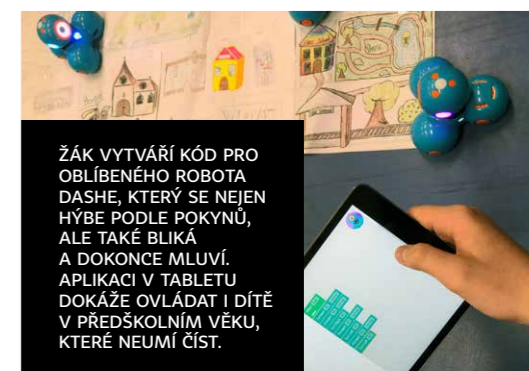 ŽÁK VYTVÁŘÍ KÓD PRO
OBLÍBENÉHO ROBOTA
DASHE, KTERÝ SE NEJEN
HÝBE PODLE POKYNŮ,
ALE TAKÉ BLIKÁ
A DOKONCE MLUVÍ.
APLIKACI V TABLETU
DOKÁŽE OVLÁDAT I DÍTĚ
V PŘEDŠKOLNÍM VĚKU,
KTERÉ NEUMÍ ČÍST.